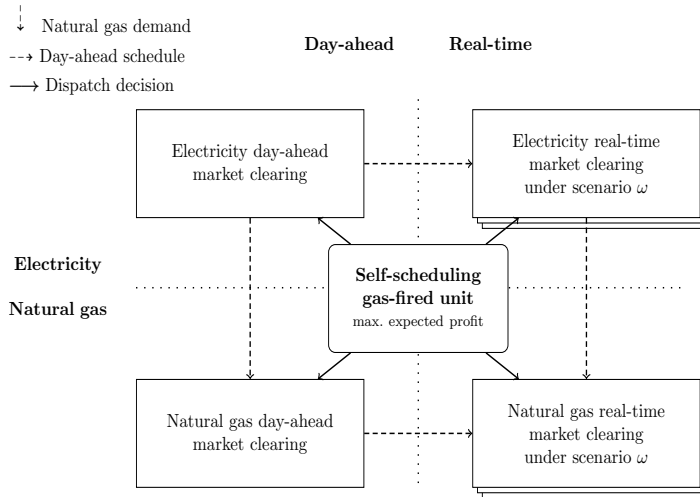 Natural gas demand
Day-ahead schedule
Dispatch decision
Day-ahead
Real-time
Electricity day-ahead
market clearing
Electricity real-time
market clearing
under scenario ω
Electricity
Natural gas
Self-scheduling
gas-fired unit
max. expected profit
Natural gas day-ahead
market clearing
Natural gas real-time
market clearing
under scenario ω